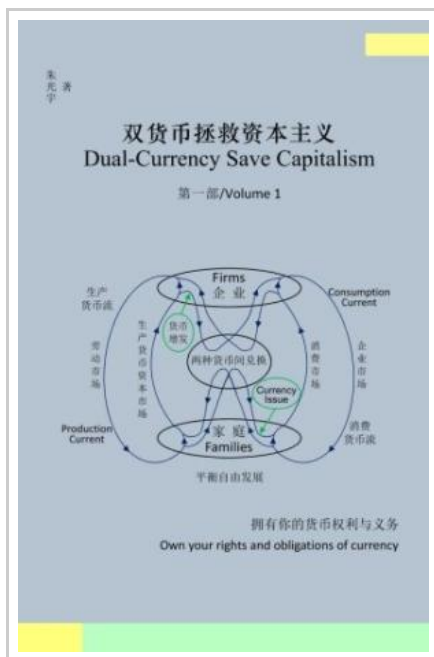 朱光宇 著
双货币拯救资本主义
Dual-Currency Save Capitalism
第一部/Volume 1
Firms
企业
生产
货币流
Consumption
Current
货币
增发
劳动市场
生产货币资本市场
两种货币间兑换
消费市场
企业市场
Currency
Issue
Production
Current
家庭
Families
消费
货币流
平衡自由发展
拥有你的货币权利与义务
Own your rights and obligations of currency